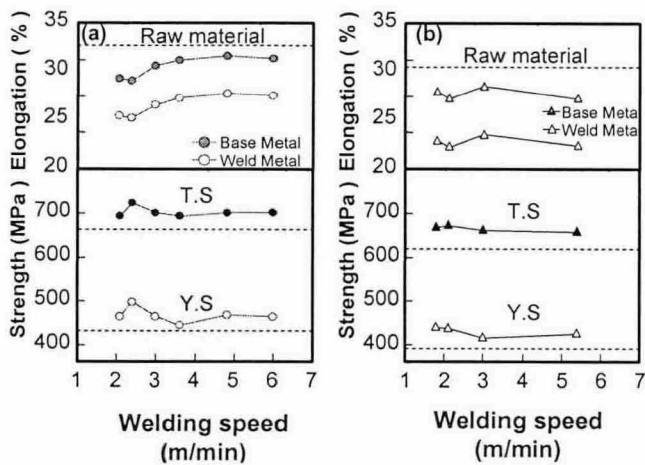 Elongation ( % )
35
30
25
20
(a)
Raw material
Base Metal
Weld Metal
Strength (MPa)
700
600
500
400
T.S
Y.S
1 2 3 4 5 6 7
Welding speed
(m/min)
Elongation ( % )
35
30
25
20
(b)
Raw material
Base Metal
Weld Metal
Strength (MPa)
700
600
500
400
T.S
Y.S
1 2 3 4 5 6 7
Welding speed
(m/min)